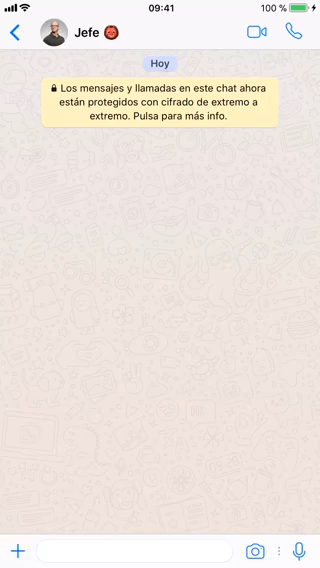 09:41
100 %
Jefe
Hoy
Los mensajes y llamadas en este chat ahora
están protegidos con cifrado de extremo a
extremo. Pulsa para más info.